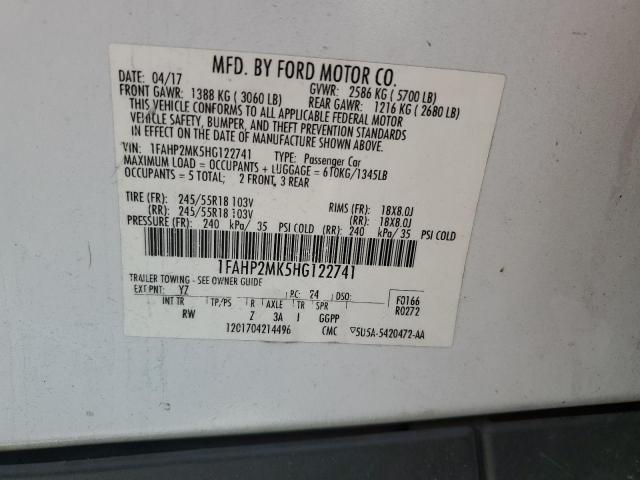 MFD. BY FORD MOTOR CO.
DATE: 04/17 GVWR: 2586 KG ( 5700 LB)
FRONT GAWR: 1388 KG ( 3060 LB) REAR GAWR: 1216 KG ( 2680 LB)
THIS VEHICLE CONFORMS TO ALL APPLICABLE FEDERAL MOTOR
VEHICLE SAFETY, BUMPER, AND THEFT PREVENTION STANDARDS
IN EFFECT ON THE DATE OF MANUFACTURE SHOWN ABOVE.
VIN: 1FAHP2MK5HG122741 TYPE: Passenger Car
MAXIMUM LOAD = OCCUPANTS + LUGGAGE = 610KG/1345LB
OCCUPANTS = 5 TOTAL; 2 FRONT, 3 REAR
TIRE (FR): 245/55R18 103V RIMS (FR): 18X8.0J
(RR): 245/55R18 103V (RR): 18X8.0J
PRESSURE (FR): 240 kPa/ 35 PSI COLD (RR): 240 kPa/ 35 PSI COLD
1FAHP2MK5HG122741
TRAILER TOWING - SEE OWNER GUIDE
EXT PNT: YZ RC: 74 DSO: F0166
INT TR TP/PS R AXLE TR SPR R0272
RW Z 3A I GGPP
1201704214496 CMC ▽5U5A-5420472-AA